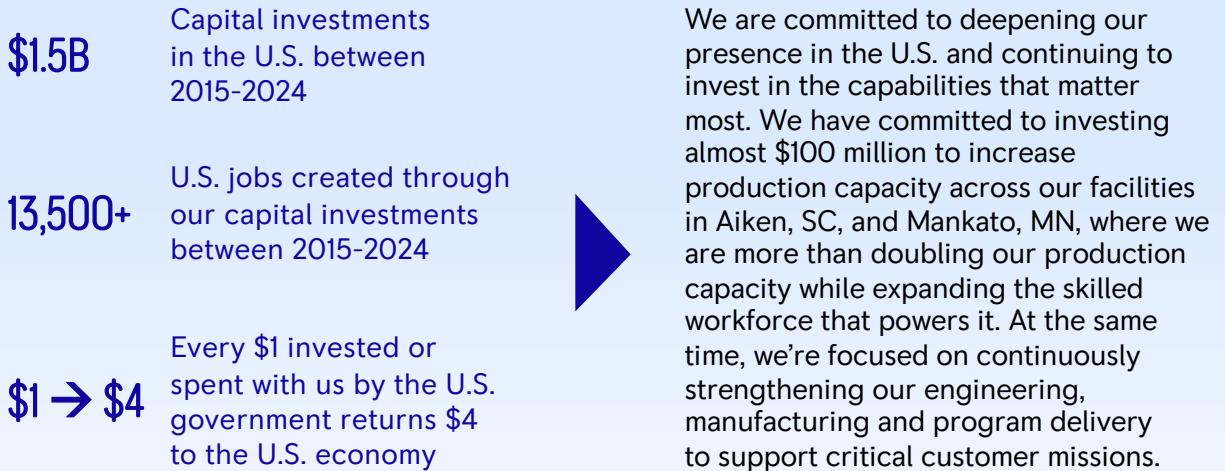 $1.5B
Capital investments
in the U.S. between
2015-2024
13,500+
U.S. jobs created through
our capital investments
between 2015-2024
$1 → $4
Every $1 invested or
spent with us by the U.S.
government returns $4
to the U.S. economy
We are committed to deepening our
presence in the U.S. and continuing to
invest in the capabilities that matter
most. We have committed to investing
almost $100 million to increase
production capacity across our facilities
in Aiken, SC, and Mankato, MN, where we
are more than doubling our production
capacity while expanding the skilled
workforce that powers it. At the same
time, we’re focused on continuously
strengthening our engineering,
manufacturing and program delivery
to support critical customer missions.